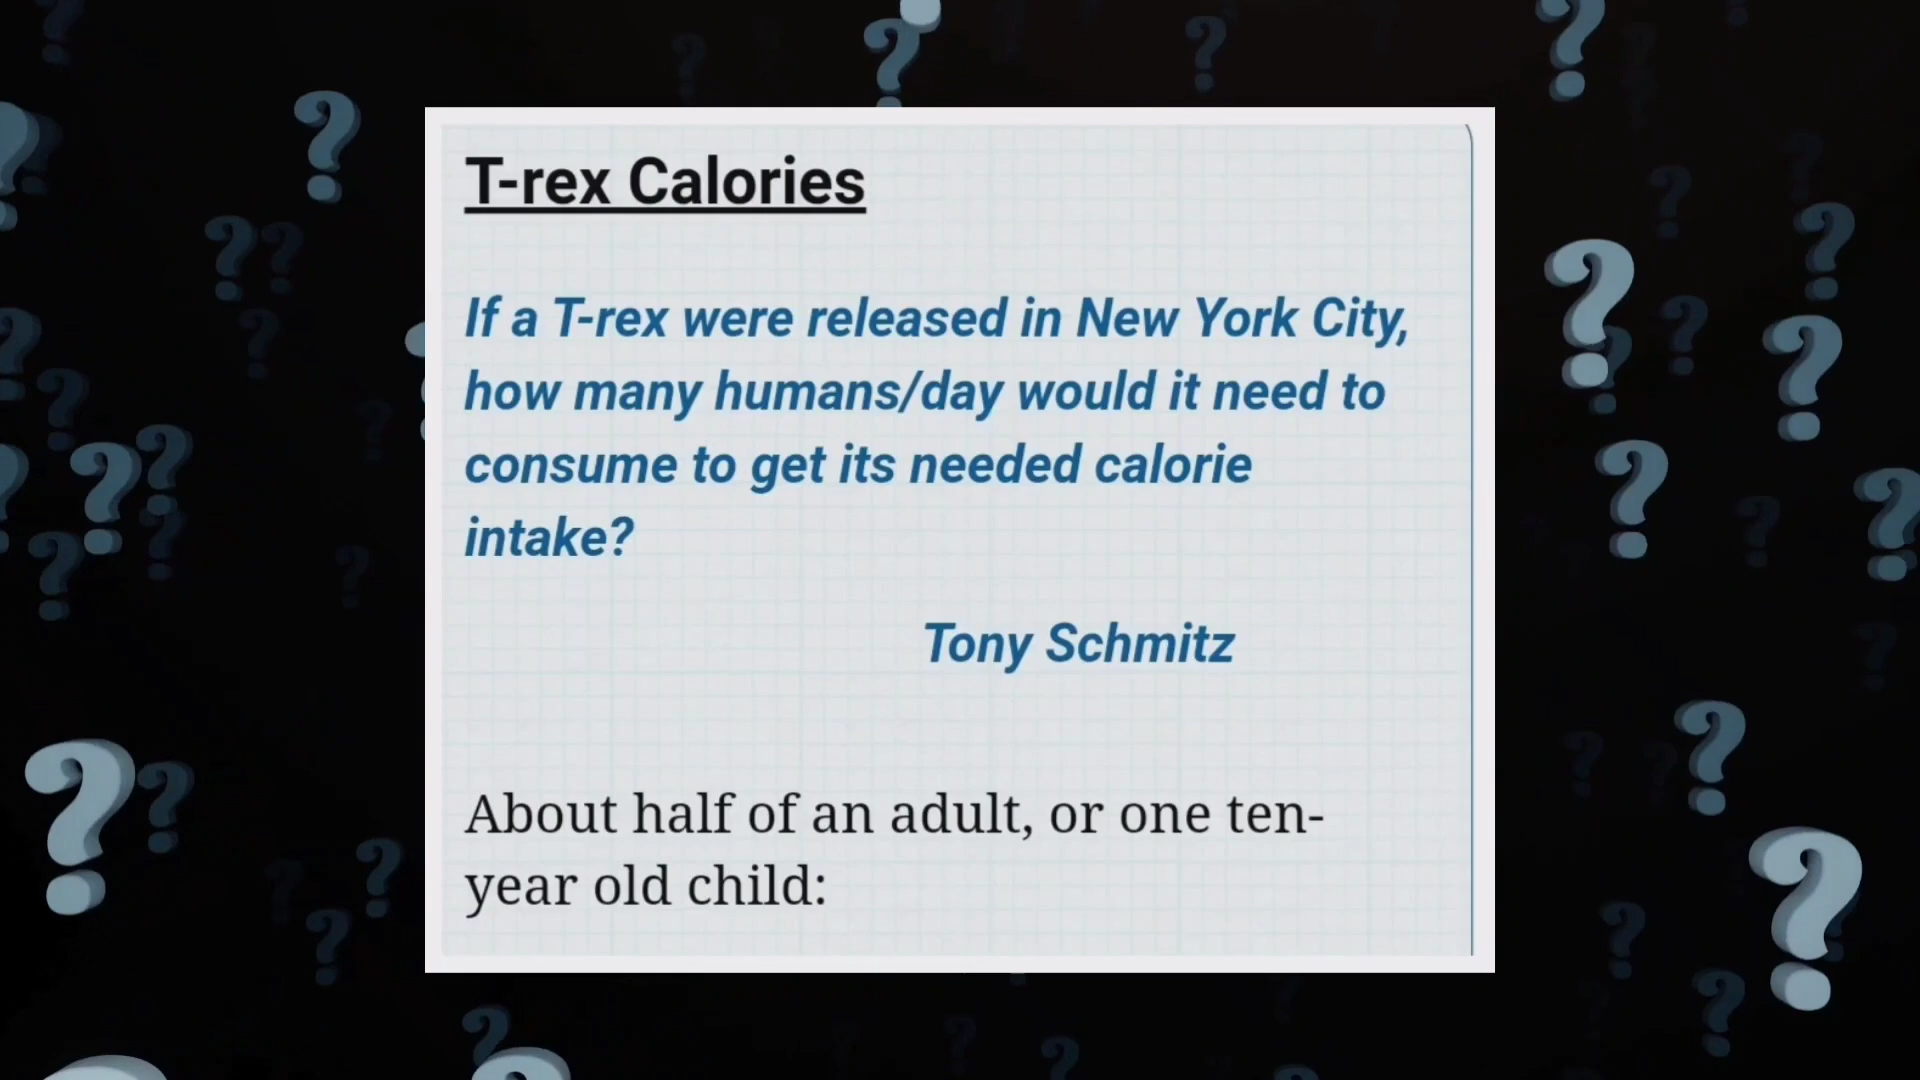 T-rex Calories
If a T-rex were released in New York City,
how many humans/day would it need to
consume to get its needed calorie
intake?
Tony Schmitz
About half of an adult, or one ten-
year old child: